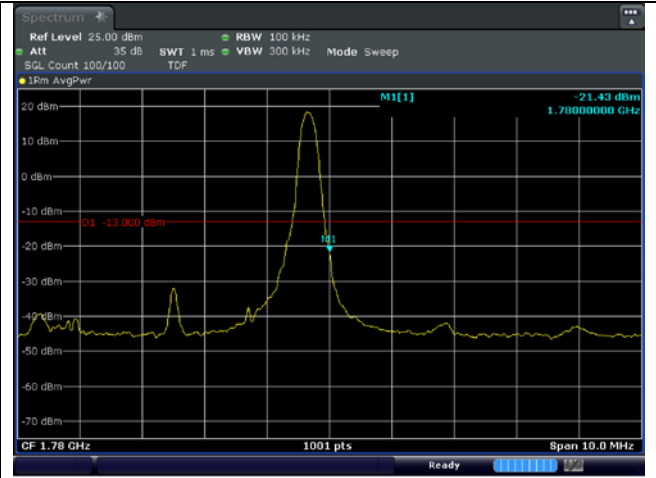 Spectrum
Ref Level 25.00 dBm RBW 100 kHz
Att 35 dB SWT 1 ms VBW 300 kHz Mode Sweep
SGL Count 100/100 TDF
1Rm AvgPwr
M1[1] -21.43 dBm
1.78000000 GHz
20 dBm
10 dBm
0 dBm
-10 dBm
D1 -13.000 dBm
-20 dBm
M1
-30 dBm
-40 dBm
-50 dBm
-60 dBm
-70 dBm
CF 1.78 GHz 1001 pts Span 10.0 MHz
Ready